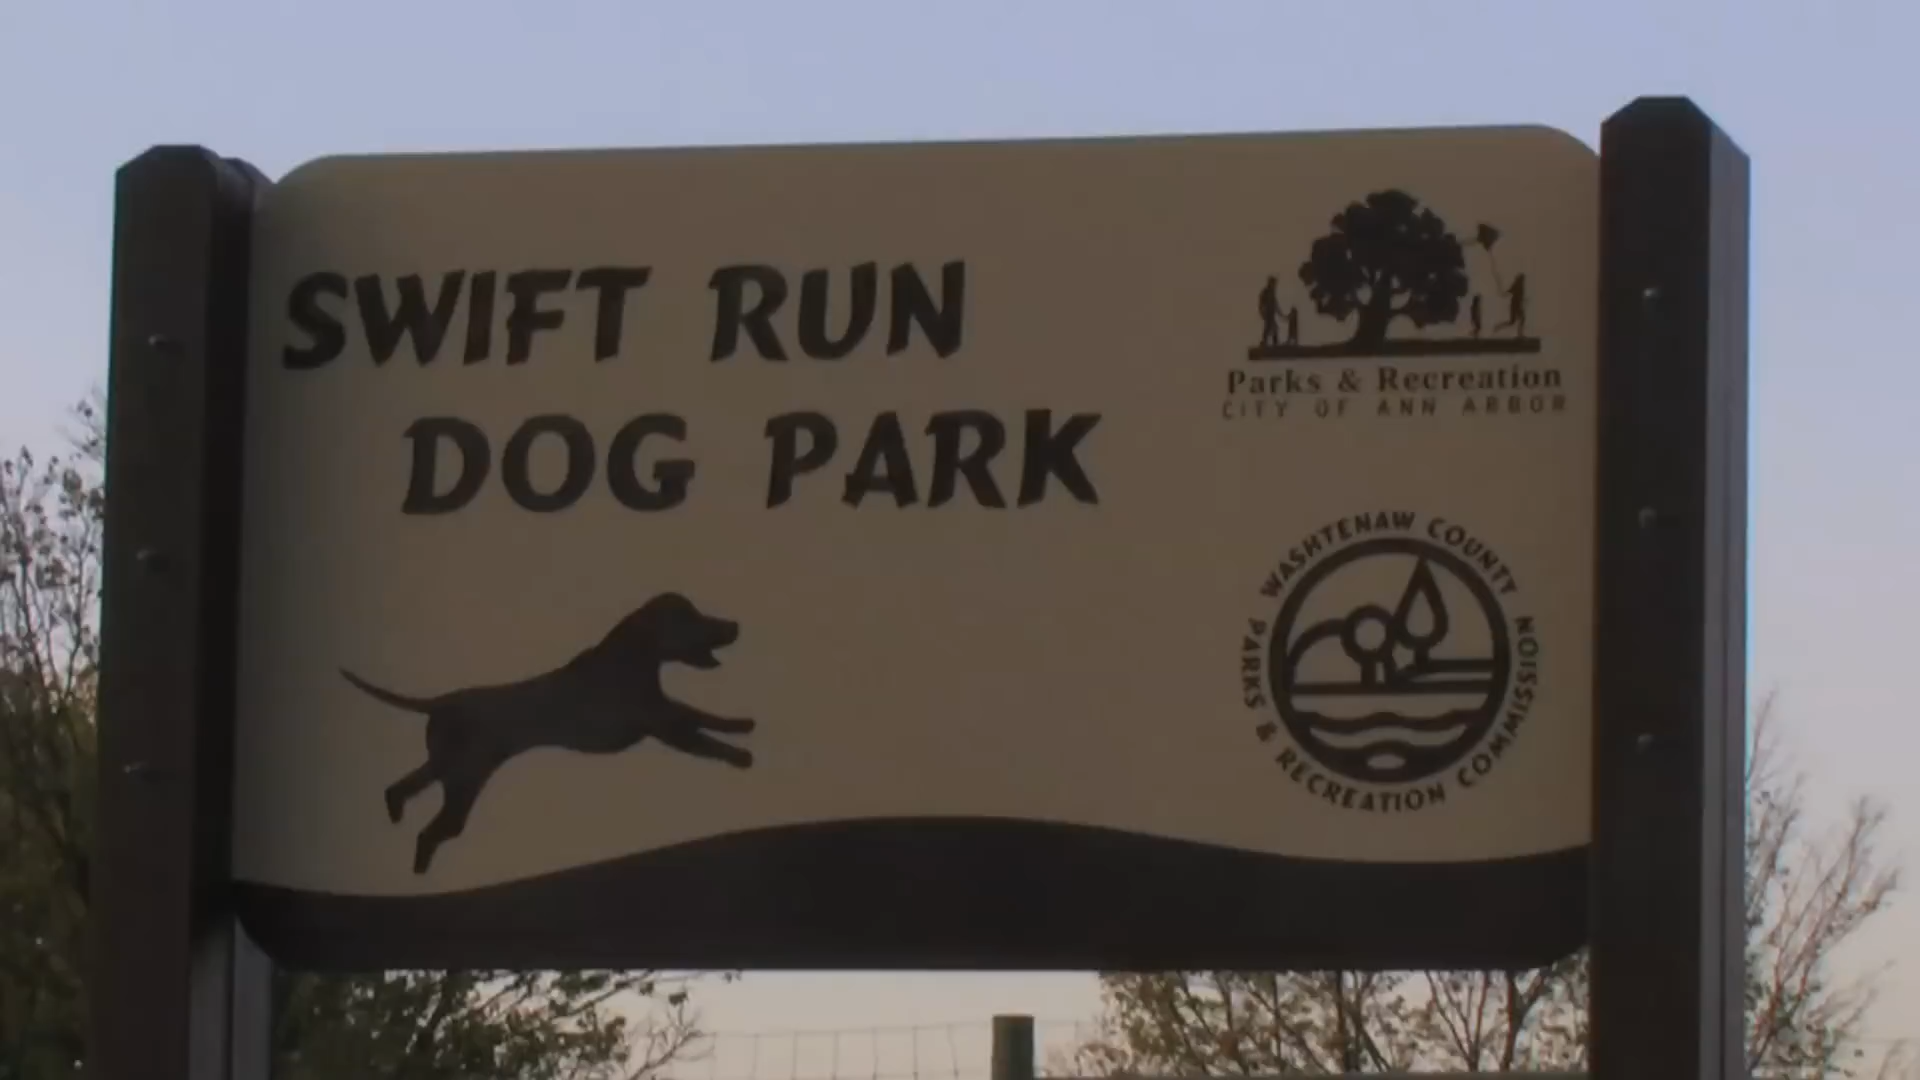 SWIFT RUN
DOG PARK
Parks & Recreation
CITY OF ANN ARBOR
WASHTENAW COUNTY
PARKS & RECREATION COMMISSION